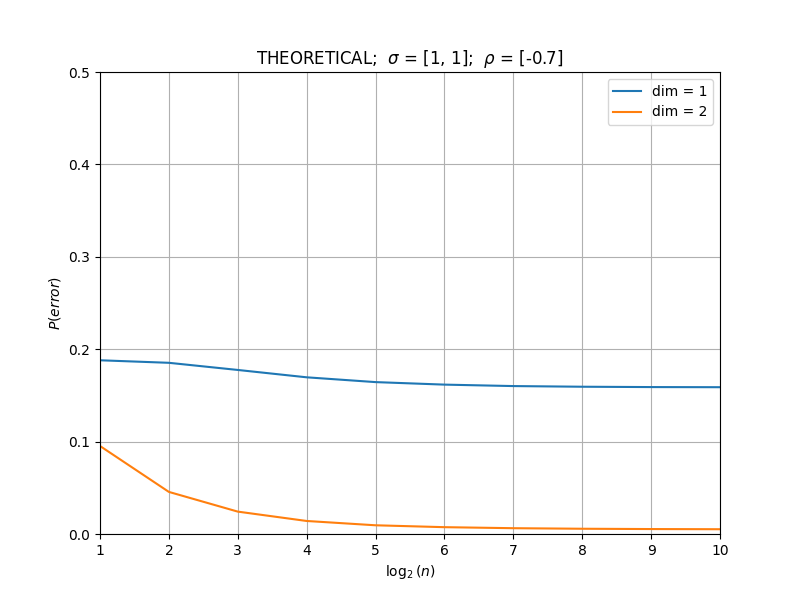 THEORETICAL;  σ = [1, 1];  ρ = [-0.7]
dim = 1
dim = 2
0.5
0.4
0.3
0.2
0.1
0.0
P(error)
1 2 3 4 5 6 7 8 9 10
log₂(n)